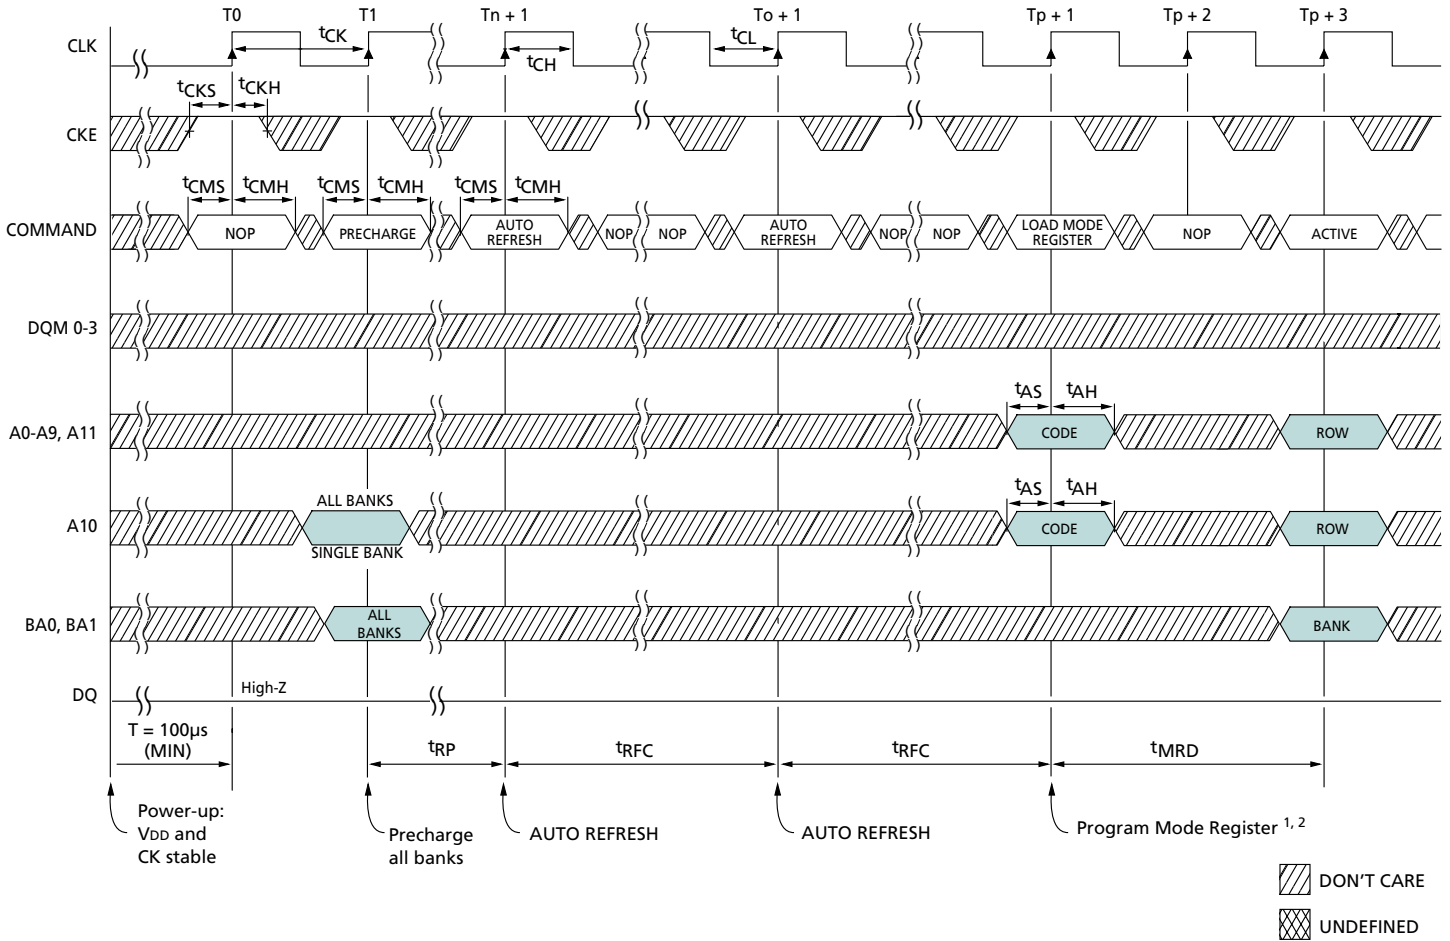 T0 T1 Tn + 1 To + 1 Tp + 1 Tp + 2 Tp + 3
CLK tCK tCH tCL
tCKS tCKH
CKE
tCMS tCMH tCMS tCMH tCMS tCMH
COMMAND NOP PRECHARGE AUTO REFRESH NOP NOP AUTO REFRESH NOP NOP LOAD MODE REGISTER NOP ACTIVE
DQM 0-3
tAS tAH
A0-A9, A11 CODE ROW
ALL BANKS tAS tAH
A10 CODE ROW
SINGLE BANK
BA0, BA1 ALL BANKS BANK
DQ High-Z
T = 100µs
(MIN) tRP tRFC tRFC tMRD
Power-up:
VDD and
CK stable
Precharge
all banks
AUTO REFRESH
AUTO REFRESH
Program Mode Register 1, 2
DON'T CARE
UNDEFINED